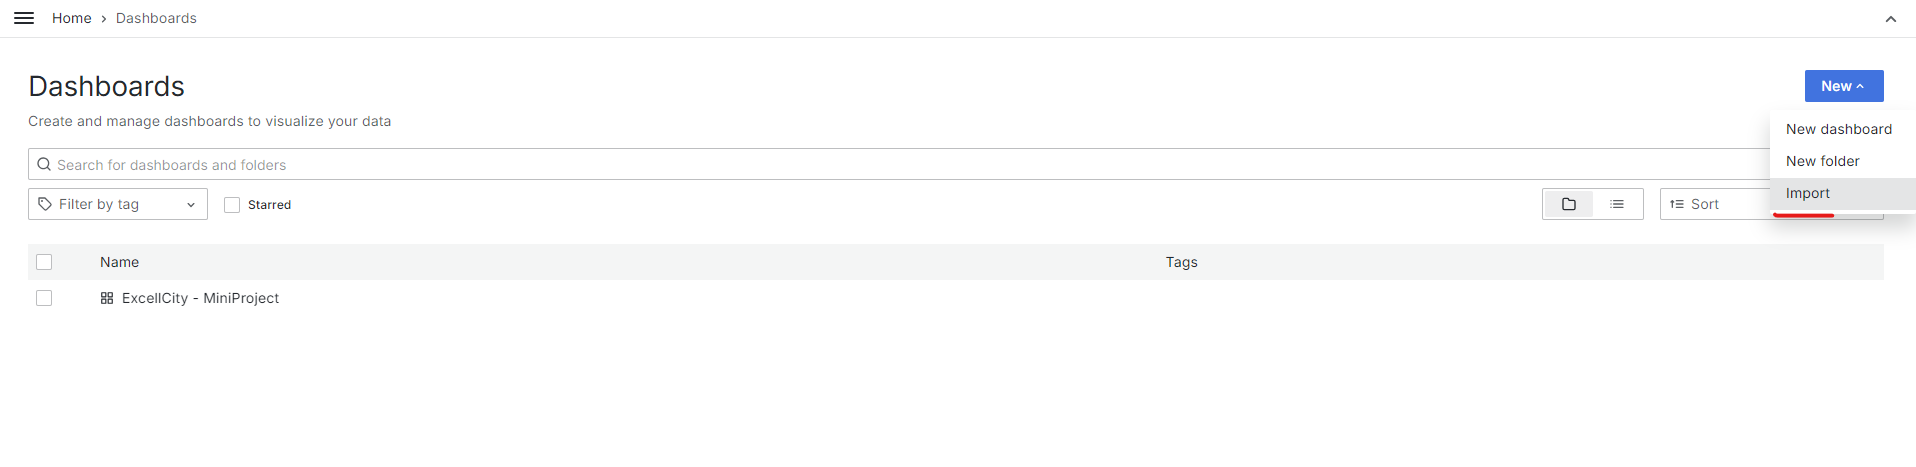 Home › Dashboards
Dashboards
New
Create and manage dashboards to visualize your data
New dashboard
New folder
Import
Search for dashboards and folders
Filter by tag
Starred
Sort
Name Tags
ExcellCity - MiniProject